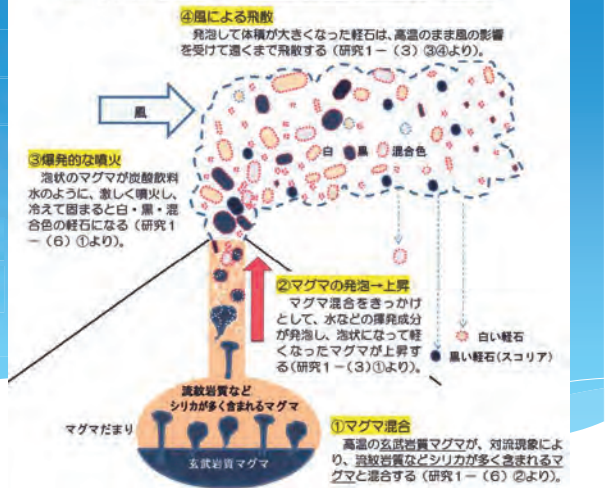 ④風による飛散
発泡して体積が大きくなった軽石は、高温のまま風の影響
を受けて遠くまで飛散する（研究1－（3）③④より）。
風
白 黒 混合色
③爆発的な噴火
泡状のマグマが炭酸飲料
水のように、激しく噴火し、
冷えて固まると白・黒・混
合色の軽石になる（研究1
－（6）①より）。
②マグマの発泡→上昇
マグマ混合をきっかけ
として、水などの揮発成分
が発泡し、泡状になって軽
くなったマグマが上昇す
る(研究1－(3)①より)。
白い軽石
黒い軽石(スコリア)
流紋岩質など
シリカが多く含まれるマグマ
マグマだまり
玄武岩質マグマ
①マグマ混合
高温の玄武岩質マグマが、対流現象によ
り、流紋岩質などシリカが多く含まれるマ
グマと混合する（研究1－（6）②より）。